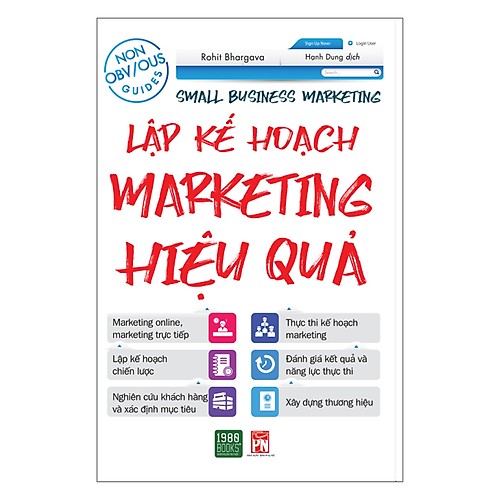 NON
OBV/OUS
GUIDES
Sign Up Now!
Login User
Rohit Bhargava
Hạnh Dung dịch
Search...
SMALL BUSINESS MARKETING
LẬP KẾ HOẠCH
MARKETING
HIỆU QUẢ
Marketing online,
marketing trực tiếp
Thực thi kế hoạch
marketing
Lập kế hoạch
chiến lược
Đánh giá kết quả và
năng lực thực thi
Nghiên cứu khách hàng
và xác định mục tiêu
Xây dựng thương hiệu
1980
BOOKS
PN